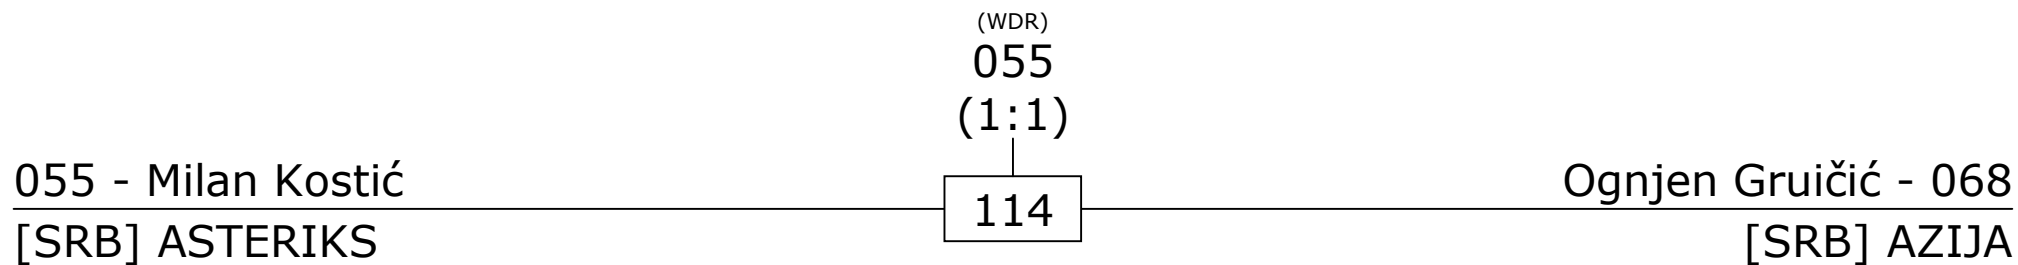 (WDR)
055
(1:1)
055 - Milan Kostić
114
Ognjen Gruičić - 068
[SRB] ASTERIKS
[SRB] AZIJA